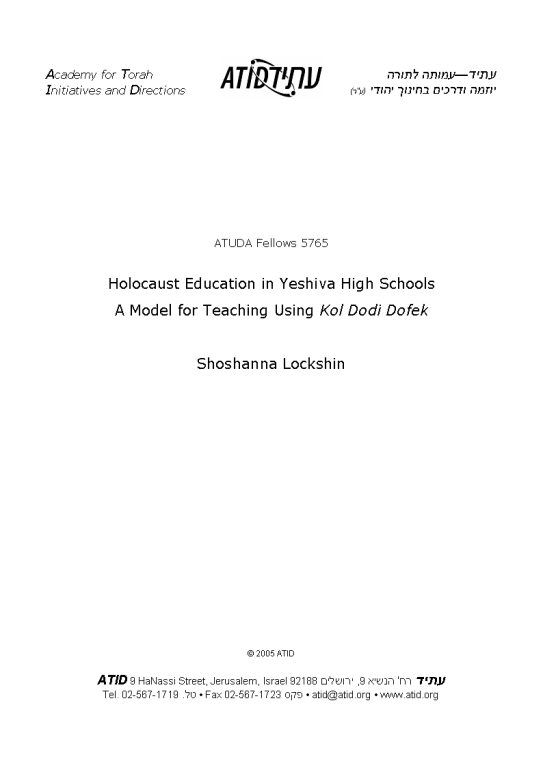 Academy for Torah
Initiatives and Directions
ATIDעתיד
עתיד—עמותה לתורה
יוזמה ודרכים בחינוך יהודי (ע"ר)
ATUDA Fellows 5765
Holocaust Education in Yeshiva High Schools
A Model for Teaching Using Kol Dodi Dofek
Shoshanna Lockshin
© 2005 ATID
ATID 9 HaNassi Street, Jerusalem, Israel 92188 עתיד רח' הנשיא 9, ירושלים
Tel. 02-567-1719 טל. • Fax 02-567-1723 פקס • atid@atid.org • www.atid.org